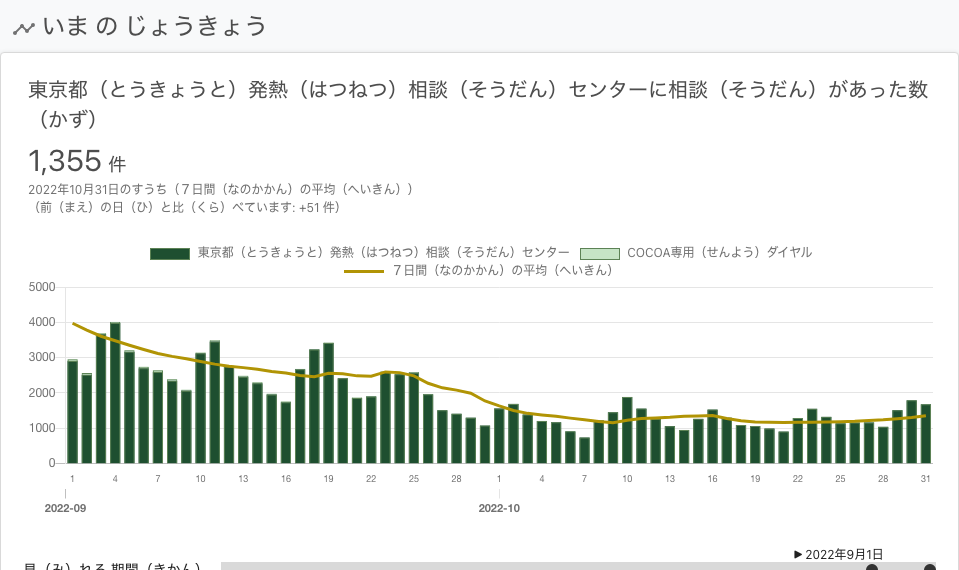 いま の じょうきょう
東京都（とうきょうと）発熱（はつねつ）相談（そうだん）センターに相談（そうだん）があった数
（かず）
1,355 件
2022年10月31日のすうち（７日間（なのかかん）の平均（へいきん））
（前（まえ）の日（ひ）と比（くら）べています: +51 件）
東京都（とうきょうと）発熱（はつねつ）相談（そうだん）センター COCOA専用（せんよう）ダイヤル
７日間（なのかかん）の平均（へいきん）
5000
4000
3000
2000
1000
0
1 4 7 10 13 16 19 22 25 28 1 4 7 10 13 16 19 22 25 28 31
2022-09 2022-10
▶ 2022年9月1日
見（み）れる 期間（きかん）